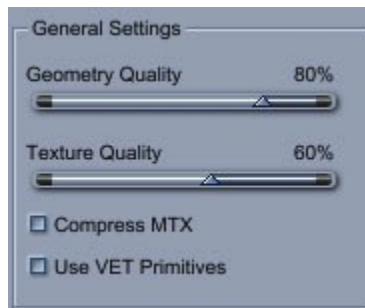 General Settings
Geometry Quality 80%
Texture Quality 60%
Compress MTX
Use VET Primitives